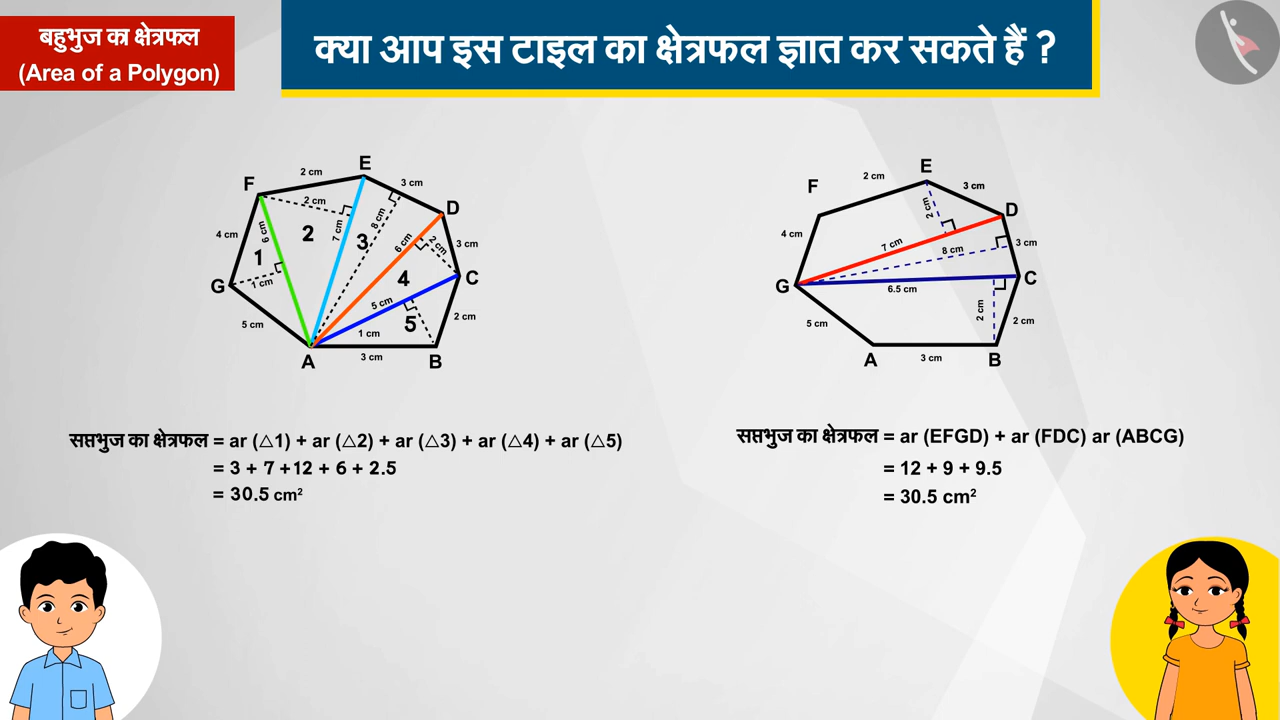 बहुभुज का क्षेत्रफल
(Area of a Polygon)
क्या आप इस टाइल का क्षेत्रफल ज्ञात कर सकते हैं ?
E
2 cm
F
3 cm
2 cm
D
8 cm
7 cm
4 cm
6 cm
2
3
6 cm
2 cm
3 cm
1
4
G
1 cm
C
5 cm
5
5 cm
2 cm
1 cm
A
3 cm
B
E
2 cm
F
3 cm
2 cm
D
4 cm
7 cm
8 cm
3 cm
G
6.5 cm
C
5 cm
2 cm
2 cm
A
3 cm
B
सप्तभुज का क्षेत्रफल = ar (△1) + ar (△2) + ar (△3) + ar (△4) + ar (△5)
= 3 + 7 +12 + 6 + 2.5
= 30.5 cm²
सप्तभुज का क्षेत्रफल = ar (EFGD) + ar (FDC) ar (ABCG)
= 12 + 9 + 9.5
= 30.5 cm²